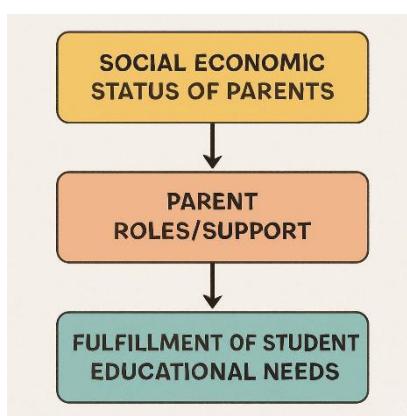 SOCIAL ECONOMIC
STATUS OF PARENTS
PARENT
ROLES/SUPPORT
FULFILLMENT OF STUDENT
EDUCATIONAL NEEDS